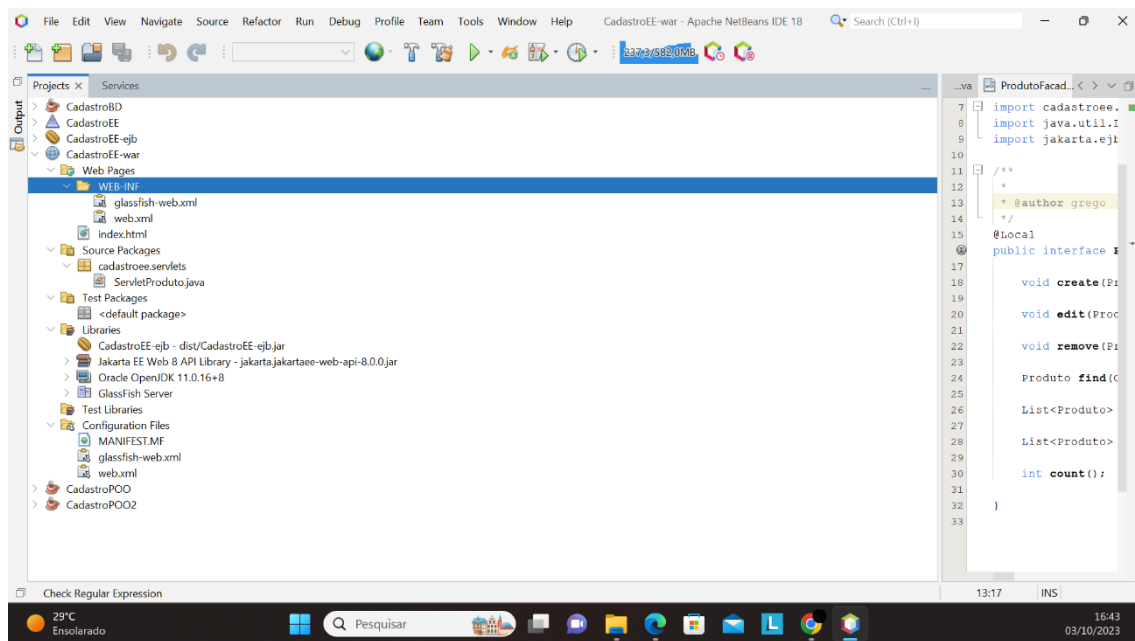 File Edit View Navigate Source Refactor Run Debug Profile Team Tools Window Help CadastroEE-war - Apache NetBeans IDE 18 Search (Ctrl+I)
237,3/582,0MB
Projects Services
Output
CadastroBD
CadastroEE
CadastroEE-ejb
CadastroEE-war
Web Pages
WEB-INF
glassfish-web.xml
web.xml
index.html
Source Packages
cadastroee.servlets
ServletProduto.java
Test Packages
<default package>
Libraries
CadastroEE-ejb - dist/CadastroEE-ejb.jar
Jakarta EE Web 8 API Library - jakarta.jakartaee-web-api-8.0.0.jar
Oracle OpenJDK 11.0.16+8
GlassFish Server
Test Libraries
Configuration Files
MANIFEST.MF
glassfish-web.xml
web.xml
CadastroPOO
CadastroPOO2
...va ProdutoFacad...
7 import cadastroee.
8 import java.util.
9 import jakarta.ejb
10
11 /**
12 *
13 * @author grego
14 */
15 @Local
public interface
17
18 void create(
19
20 void edit(Prod
21
22 void remove(
23
24 Produto find(
25
26 List<Produto>
27
28 List<Produto>
29
30 int count();
31
32 }
33
Check Regular Expression 13:17 INS
29°C
Ensolarado
Pesquisar
16:43
03/10/2023